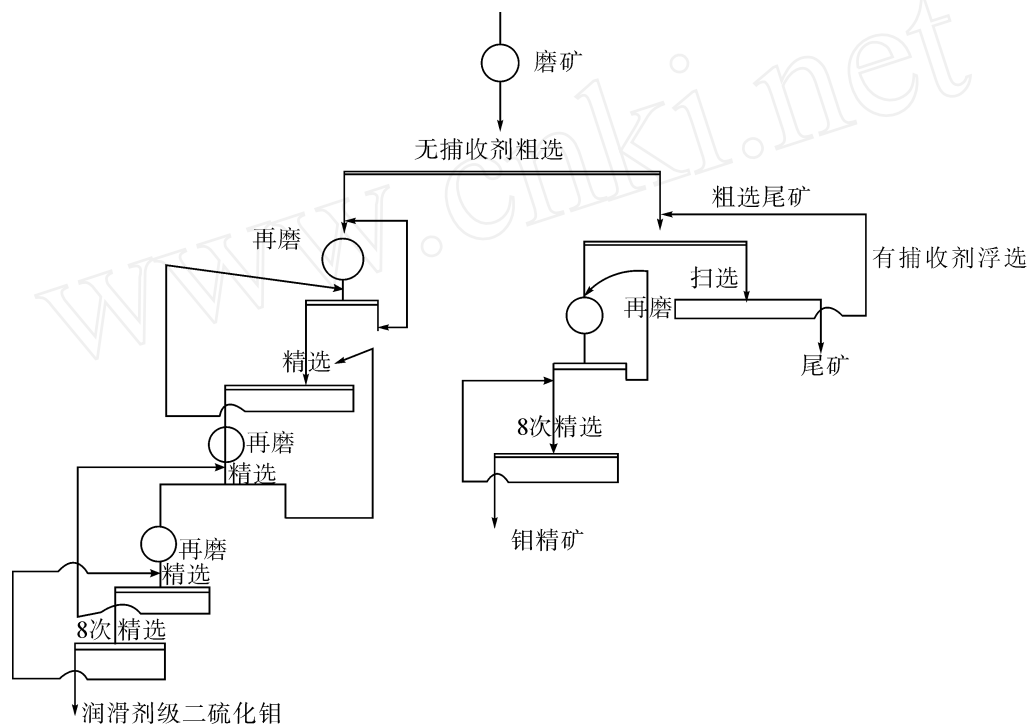 磨矿
无捕收剂粗选
粗选尾矿
再磨
有捕收剂浮选
扫选
再磨
精选
尾矿
8次精选
再磨
精选
钼精矿
再磨
精选
8次精选
润滑剂级二硫化钼
www.cnki.net